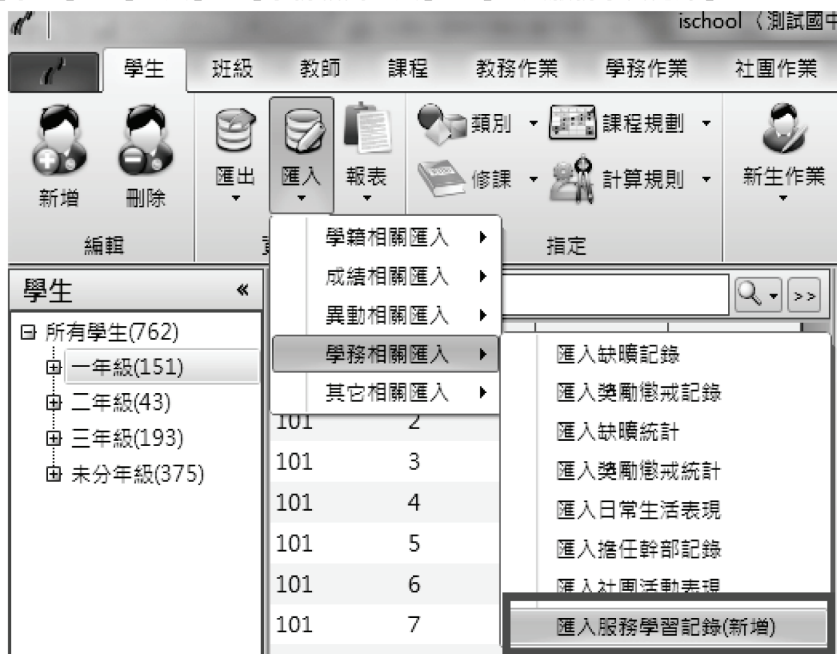 ischool〈測試國中
學生 班級 教師 課程 教務作業 學務作業 社團作業
新增 刪除 匯出 匯入 報表 類別 課程規劃 新生作業
修課 計算規則
編輯 指定
學籍相關匯入
成績相關匯入
異動相關匯入
學務相關匯入
其它相關匯入
學生 «
>>
所有學生(762)
一年級(151)
二年級(43)
三年級(193)
未分年級(375)
匯入缺曠記錄
匯入獎勵懲戒記錄
匯入缺曠統計
匯入獎勵懲戒統計
匯入日常生活表現
匯入擔任幹部記錄
匯入社團活動表現
匯入服務學習記錄(新增)
101 2
101 3
101 4
101 5
101 6
101 7